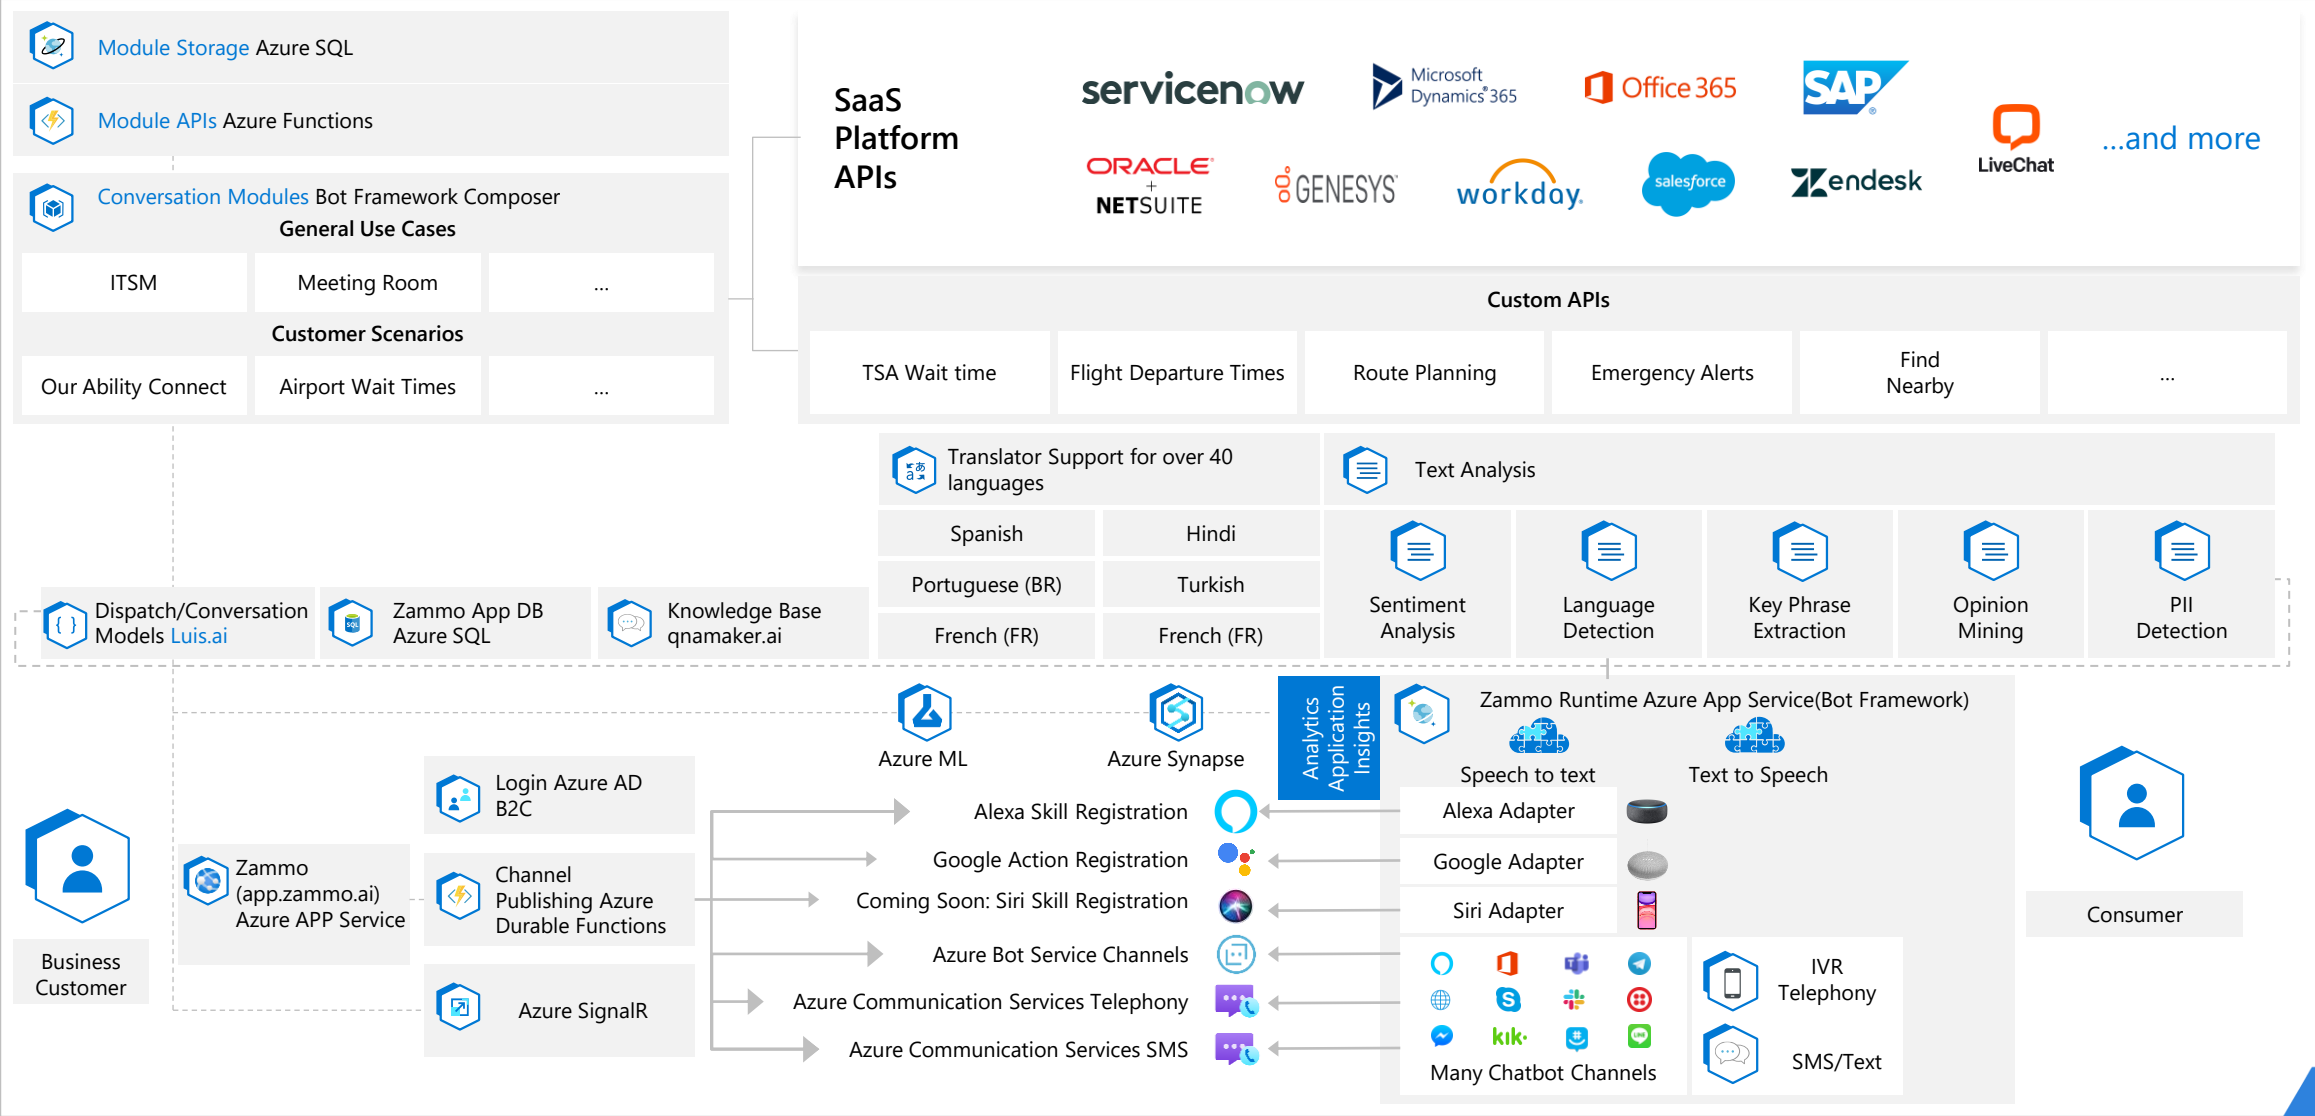 Module Storage Azure SQL
Module APIs Azure Functions
Conversation Modules Bot Framework Composer
General Use Cases
ITSM
Meeting Room
...
Customer Scenarios
Our Ability Connect
Airport Wait Times
...
SaaS
Platform
APIs
servicenow
Microsoft
Dynamics 365
Office 365
SAP
ORACLE
+
NETSUITE
GENESYS
workday.
salesforce
Zendesk
LiveChat
...and more
Custom APIs
TSA Wait time
Flight Departure Times
Route Planning
Emergency Alerts
Find
Nearby
...
Translator Support for over 40
languages
Spanish
Hindi
Portuguese (BR)
Turkish
French (FR)
French (FR)
Text Analysis
Sentiment
Analysis
Language
Detection
Key Phrase
Extraction
Opinion
Mining
PII
Detection
Dispatch/Conversation
Models Luis.ai
SQL
Zammo App DB
Azure SQL
Knowledge Base
qnamaker.ai
Azure ML
Azure Synapse
Analytics
Application
Insights
Zammo Runtime Azure App Service(Bot Framework)
Speech to text
Text to Speech
Business
Customer
Zammo
(app.zammo.ai)
Azure APP Service
Login Azure AD
B2C
Channel
Publishing Azure
Durable Functions
Azure SignalR
Alexa Skill Registration
Google Action Registration
Coming Soon: Siri Skill Registration
Azure Bot Service Channels
Azure Communication Services Telephony
Azure Communication Services SMS
Alexa Adapter
Google Adapter
Siri Adapter
kik·
Many Chatbot Channels
IVR
Telephony
SMS/Text
Consumer